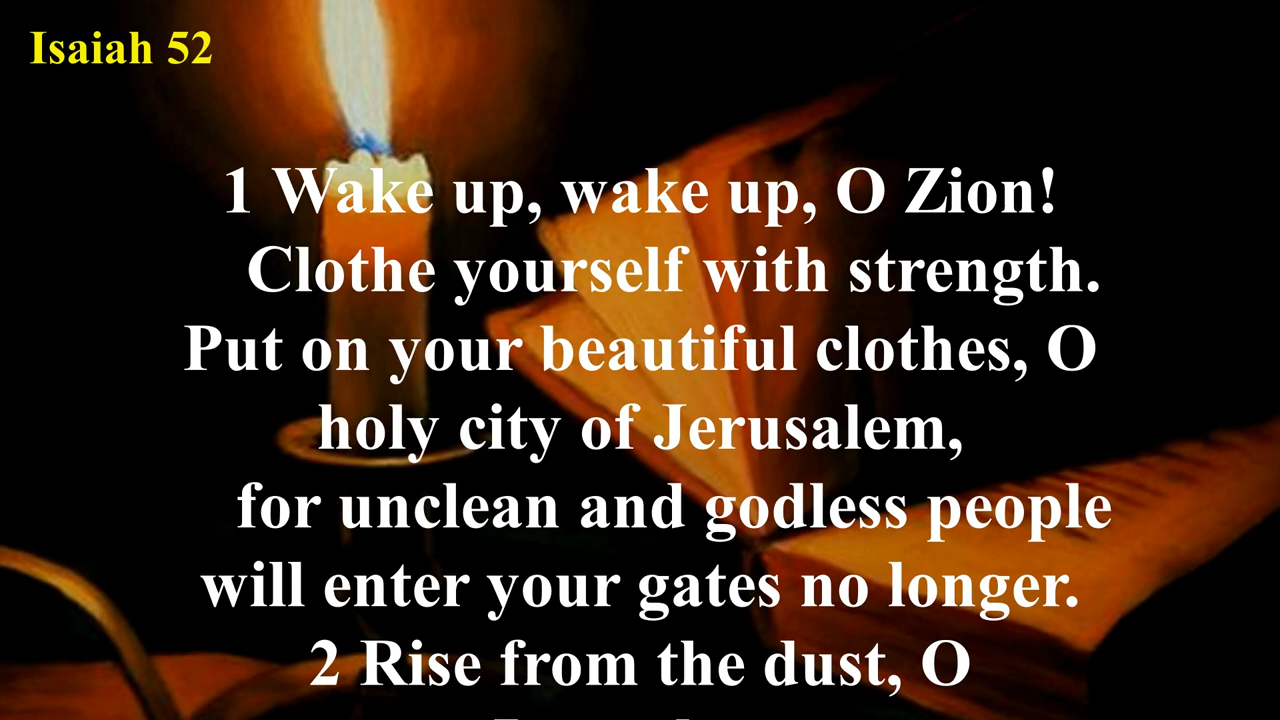 Isaiah 52
1 Wake up, wake up, O Zion!
Clothe yourself with strength.
Put on your beautiful clothes, O
holy city of Jerusalem,
for unclean and godless people
will enter your gates no longer.
2 Rise from the dust, O